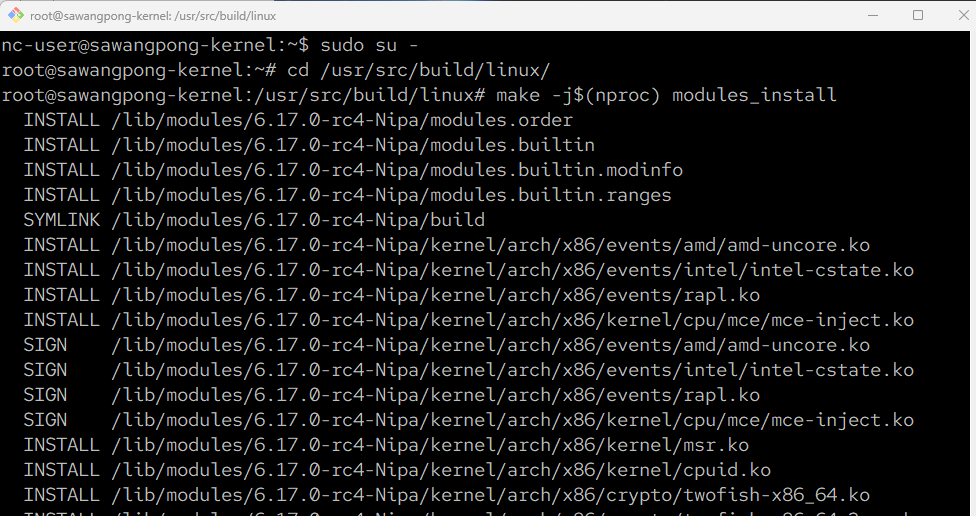 root@sawangpong-kernel: /usr/src/build/linux
nc-user@sawangpong-kernel:~$ sudo su -
root@sawangpong-kernel:~# cd /usr/src/build/linux/
root@sawangpong-kernel:/usr/src/build/linux# make -j$(nproc) modules_install
INSTALL /lib/modules/6.17.0-rc4-Nipa/modules.order
INSTALL /lib/modules/6.17.0-rc4-Nipa/modules.builtin
INSTALL /lib/modules/6.17.0-rc4-Nipa/modules.builtin.modinfo
INSTALL /lib/modules/6.17.0-rc4-Nipa/modules.builtin.ranges
SYMLINK /lib/modules/6.17.0-rc4-Nipa/build
INSTALL /lib/modules/6.17.0-rc4-Nipa/kernel/arch/x86/events/amd/amd-uncore.ko
INSTALL /lib/modules/6.17.0-rc4-Nipa/kernel/arch/x86/events/intel/intel-cstate.ko
INSTALL /lib/modules/6.17.0-rc4-Nipa/kernel/arch/x86/events/rapl.ko
INSTALL /lib/modules/6.17.0-rc4-Nipa/kernel/arch/x86/kernel/cpu/mce/mce-inject.ko
SIGN    /lib/modules/6.17.0-rc4-Nipa/kernel/arch/x86/events/amd/amd-uncore.ko
SIGN    /lib/modules/6.17.0-rc4-Nipa/kernel/arch/x86/events/intel/intel-cstate.ko
SIGN    /lib/modules/6.17.0-rc4-Nipa/kernel/arch/x86/events/rapl.ko
SIGN    /lib/modules/6.17.0-rc4-Nipa/kernel/arch/x86/kernel/cpu/mce/mce-inject.ko
INSTALL /lib/modules/6.17.0-rc4-Nipa/kernel/arch/x86/kernel/msr.ko
INSTALL /lib/modules/6.17.0-rc4-Nipa/kernel/arch/x86/kernel/cpuid.ko
INSTALL /lib/modules/6.17.0-rc4-Nipa/kernel/arch/x86/crypto/twofish-x86_64.ko